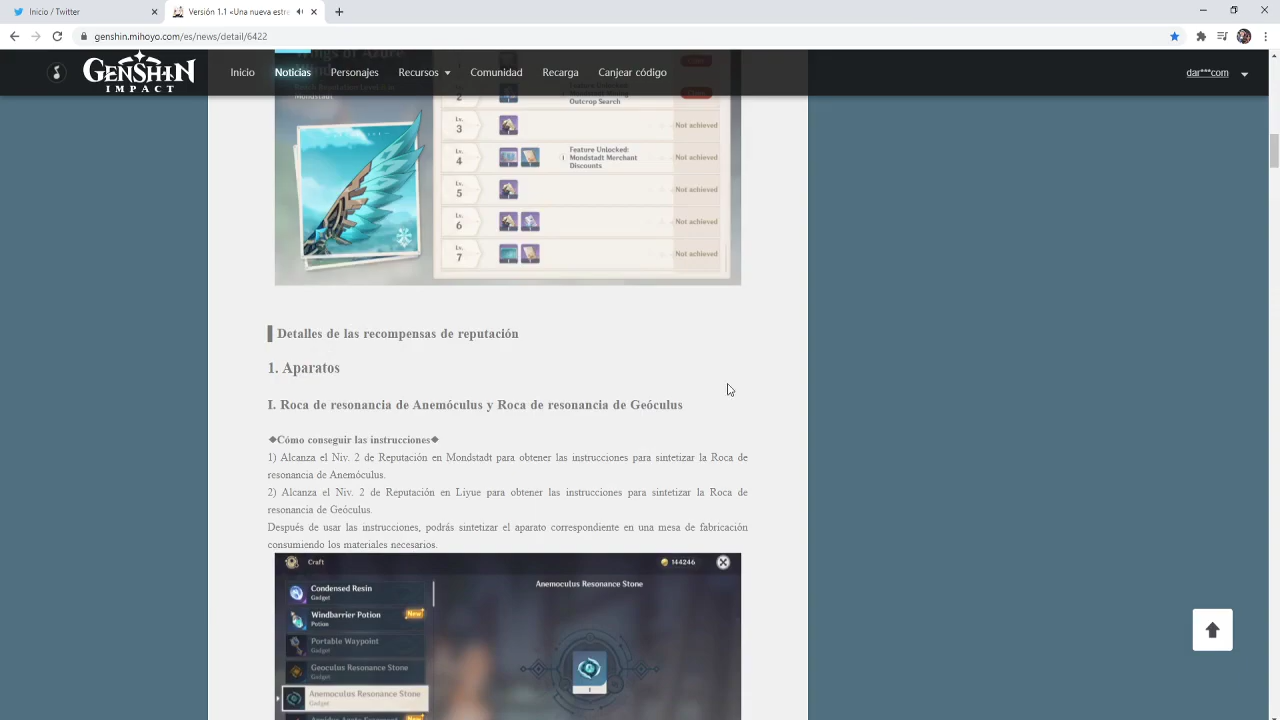 Inicio / Twitter
Versión 1.1 «Nueva estre
genshin.mihoyo.com/es/news/detail/6422
GENSHIN
IMPACT
Inicio
Noticias
Personajes
Recursos
Comunidad
Recarga
Canjear código
dar***com
Wings of Azure
Mondstadt.
2
Outcrop Search
Lv. 3
Not achieved
Lv. 4
Feature Unlocked:
Mondstadt Merchant
Discounts
Not achieved
Lv. 5
Not achieved
Lv. 6
Not achieved
Lv. 7
Not achieved
Detalles de las recompensas de reputación
1. Aparatos
I. Roca de resonancia de Anemóculus y Roca de resonancia de Geóculus
◆Cómo conseguir las instrucciones◆
1) Alcanza el Niv. 2 de Reputación en Mondstadt para obtener las instrucciones para sintetizar la Roca de
resonancia de Anemóculus.
2) Alcanza el Niv. 2 de Reputación en Liyue para obtener las instrucciones para sintetizar la Roca de
resonancia de Geóculus.
Después de usar las instrucciones, podrás sintetizar el aparato correspondiente en una mesa de fabricación
consumiendo los materiales necesarios.
Craft
144246
Condensed Resin
Gadget
Windbarrier Potion
Potion
New
Portable Waypoint
Gadget
Geoculus Resonance Stone
Gadget
Anemoculus Resonance Stone
Gadget
New
Anemoculus Resonance Stone
1